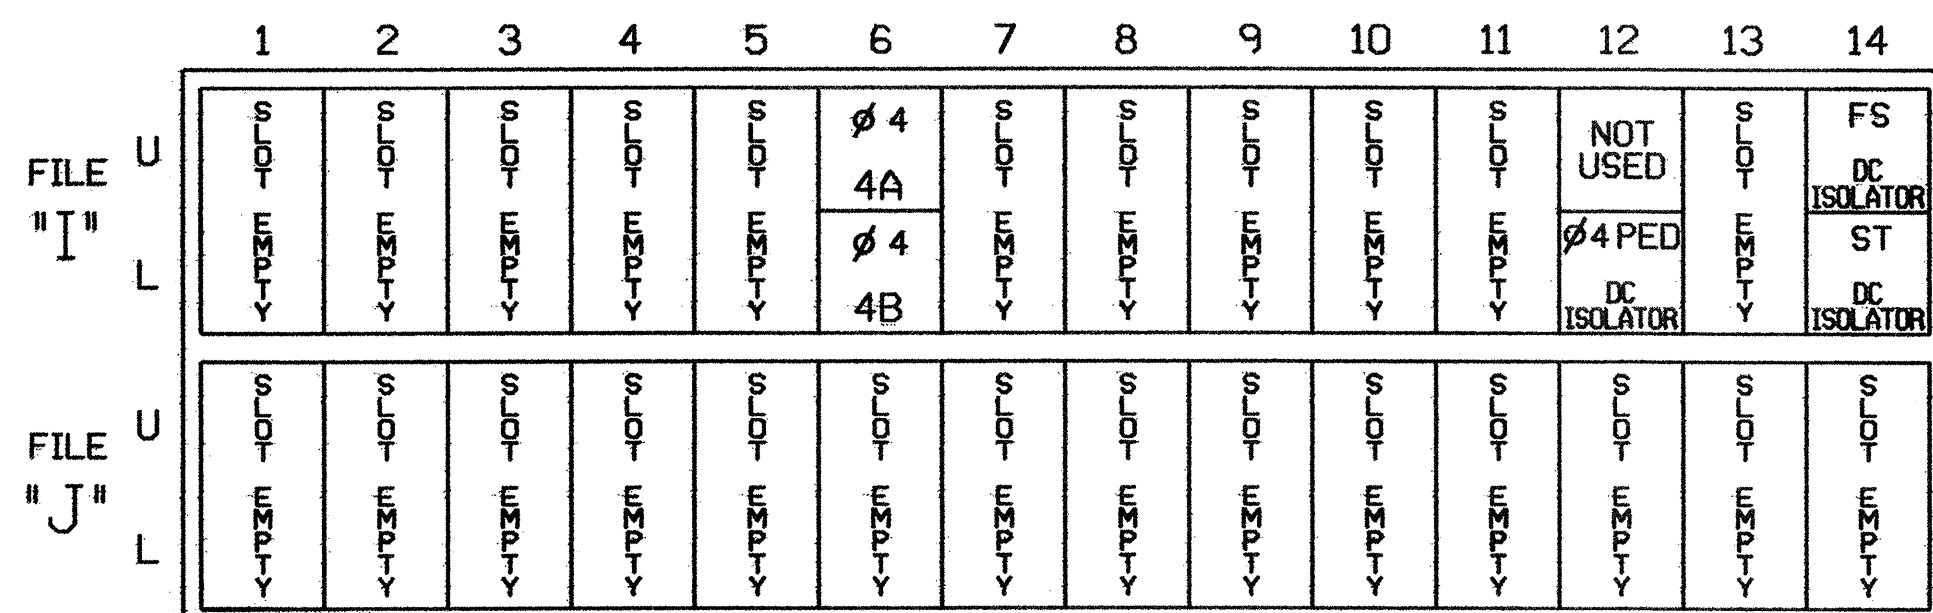 1 2 3 4 5 6 7 8 9 10 11 12 13 14
FILE "I"
U
L
SLOT EMPTY
SLOT EMPTY
SLOT EMPTY
SLOT EMPTY
SLOT EMPTY
Ø 4
4A
Ø 4
4B
SLOT EMPTY
SLOT EMPTY
SLOT EMPTY
SLOT EMPTY
SLOT EMPTY
NOT
USED
Ø4 PED
DC
ISOLATOR
SLOT EMPTY
FS
DC
ISOLATOR
ST
DC
ISOLATOR
FILE "J"
U
L
SLOT EMPTY
SLOT EMPTY
SLOT EMPTY
SLOT EMPTY
SLOT EMPTY
SLOT EMPTY
SLOT EMPTY
SLOT EMPTY
SLOT EMPTY
SLOT EMPTY
SLOT EMPTY
SLOT EMPTY
SLOT EMPTY
SLOT EMPTY